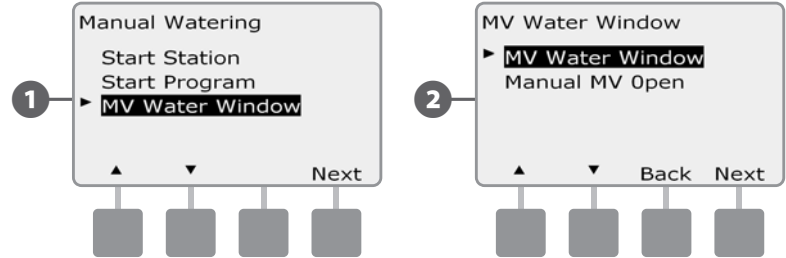 Manual Watering
Start Station
Start Program
MV Water Window
Next
1
MV Water Window
MV Water Window
Manual MV 0pen
Back Next
2